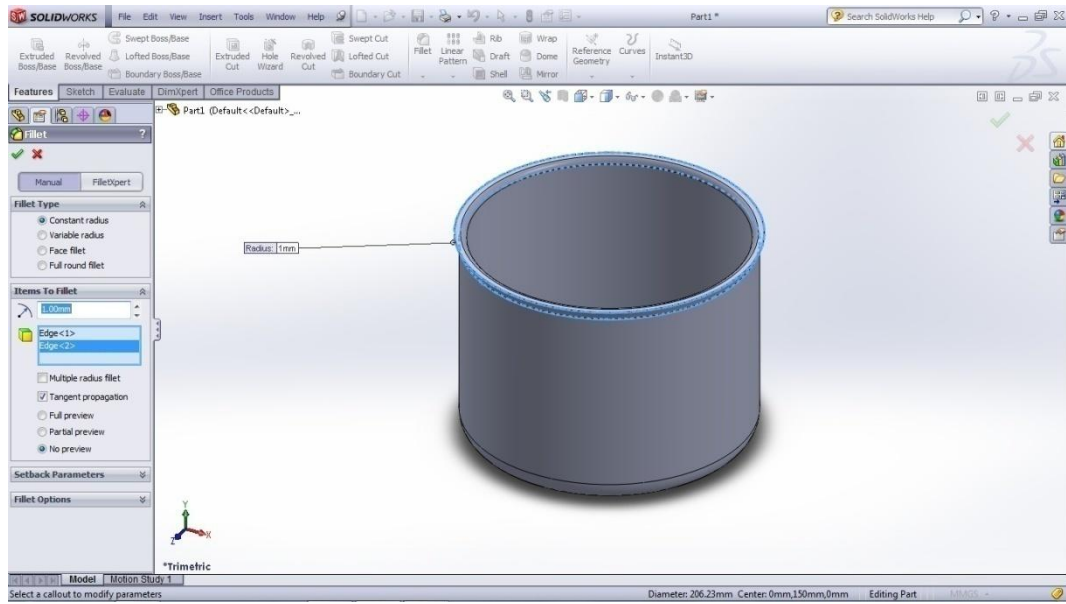 SOLIDWORKS File Edit View Insert Tools Window Help Part1 * Search SolidWorks Help
Extruded Boss/Base Revolved Boss/Base Swept Boss/Base Lofted Boss/Base Boundary Boss/Base Extruded Cut Hole Wizard Revolved Cut Swept Cut Lofted Cut Boundary Cut Fillet Linear Pattern Rib Draft Shell Wrap Dome Mirror Reference Geometry Curves Instant3D
Features Sketch Evaluate DimXpert Office Products
Part1 (Default<<Default>_...
Fillet ?
Manual FilletXpert
Fillet Type
Constant radius
Variable radius
Face fillet
Full round fillet
Radius: 1mm
Items To Fillet
1.00mm
Edge<1>
Edge<2>
Multiple radius fillet
Tangent propagation
Full preview
Partial preview
No preview
Setback Parameters
Fillet Options
Y
X
Z
*Trimetric
Model Motion Study 1
Select a callout to modify parameters Diameter: 206.23mm Center: 0mm,150mm,0mm Editing Part MMGS